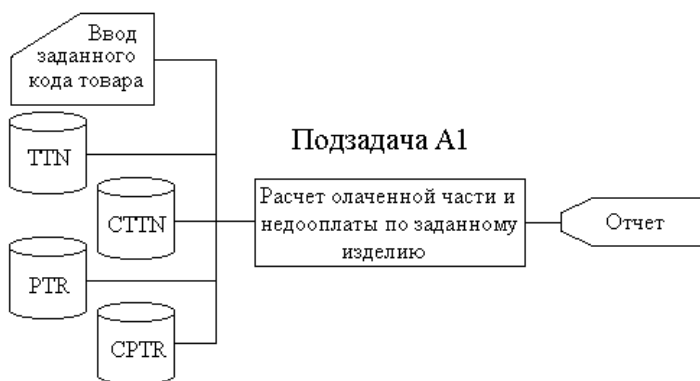 Ввод
заданного
кода товара
TTN
CTTN
PTR
CPTR
Подзадача А1
Расчет олаченной части и
недооплаты по заданному
изделию
Отчет